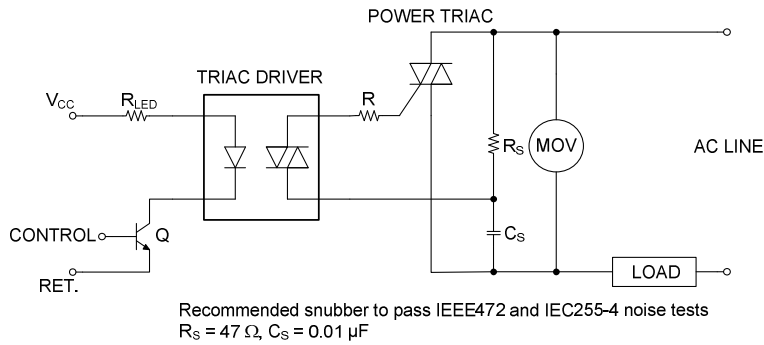 POWER TRIAC
TRIAC DRIVER
VCC
RLED
R
RS
MOV
AC LINE
CONTROL
Q
CS
RET.
LOAD
Recommended snubber to pass IEEE472 and IEC255-4 noise tests
RS = 47 Ω, CS = 0.01 µF